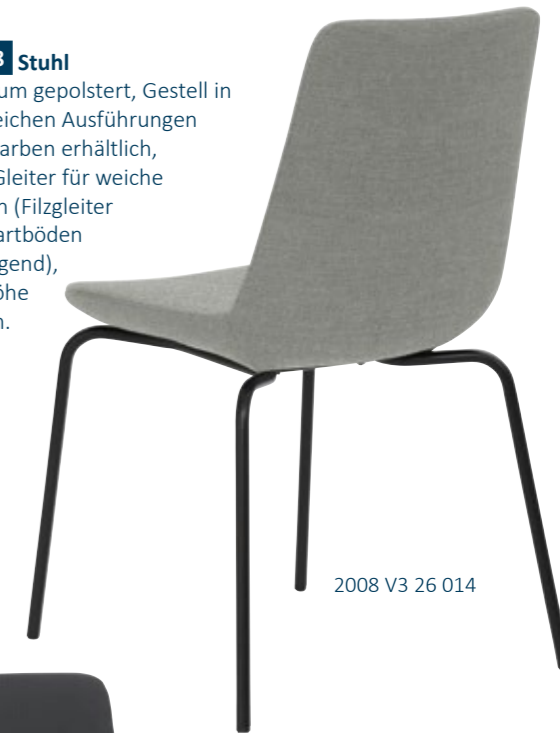 Stuhl
um gepolstert, Gestell in
eichen Ausführungen
arben erhältlich,
Gleiter für weiche
(Filzgleiter
artböden
gend),
öhe
2008 V3 26 014